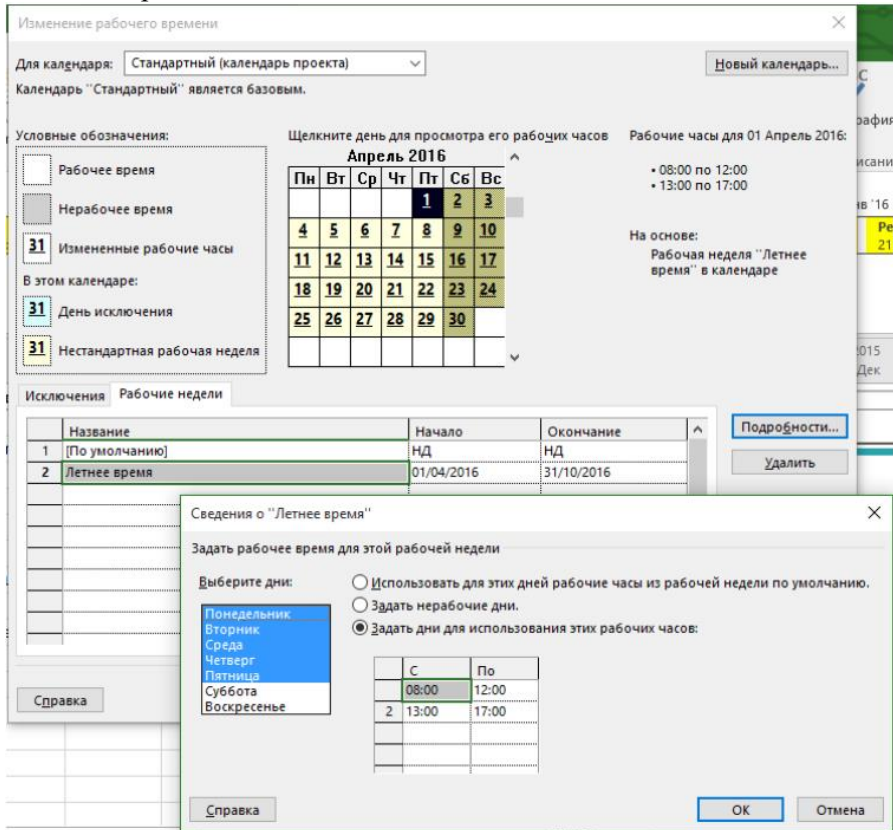 Изменение рабочего времени
Для календаря: Стандартный (календарь проекта)
Новый календарь...
Календарь "Стандартный" является базовым.
Условные обозначения:
Рабочее время
Нерабочее время
31 Измененные рабочие часы
В этом календаре:
31 День исключения
31 Нестандартная рабочая неделя
Щелкните день для просмотра его рабочих часов
Апрель 2016
Пн Вт Ср Чт Пт Сб Вс
1 2 3
4 5 6 7 8 9 10
11 12 13 14 15 16 17
18 19 20 21 22 23 24
25 26 27 28 29 30
Рабочие часы для 01 Апрель 2016:
• 08:00 по 12:00
• 13:00 по 17:00
На основе:
Рабочая неделя "Летнее
время" в календаре
Исключения Рабочие недели
Название Начало Окончание
1 [По умолчанию] НД НД
2 Летнее время 01/04/2016 31/10/2016
Подробности...
Удалить
Справка
Сведения о "Летнее время"
Задать рабочее время для этой рабочей недели
Выберите дни:
Понедельник
Вторник
Среда
Четверг
Пятница
Суббота
Воскресенье
Использовать для этих дней рабочие часы из рабочей недели по умолчанию.
Задать нерабочие дни.
Задать дни для использования этих рабочих часов:
С По
08:00 12:00
2 13:00 17:00
Справка
ОК Отмена
2015
Дек